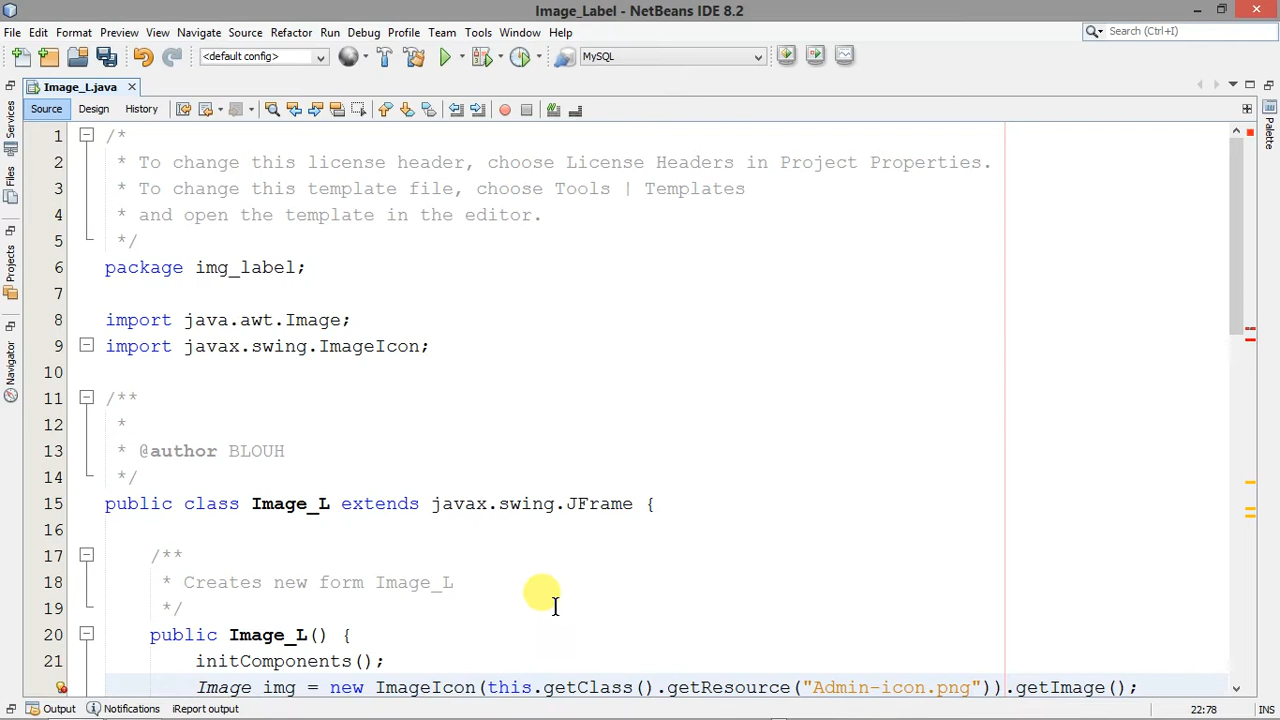 Image_Label - NetBeans IDE 8.2
File Edit Format Preview View Navigate Source Refactor Run Debug Profile Team Tools Window Help
Search (Ctrl+I)
<default config>
MySQL
Image_L.java
Source Design History
Services
Files
Projects
Navigator
Palette
1 /*
2 * To change this license header, choose License Headers in Project Properties.
3 * To change this template file, choose Tools | Templates
4 * and open the template in the editor.
5 */
6 package img_label;
7
8 import java.awt.Image;
9 import javax.swing.ImageIcon;
10
11 /**
12 *
13 * @author BLOUH
14 */
15 public class Image_L extends javax.swing.JFrame {
16
17 /**
18 * Creates new form Image_L
19 */
20 public Image_L() {
21 initComponents();
Image img = new ImageIcon(this.getClass().getResource("Admin-icon.png")).getImage();
Output Notifications iReport output
22:78
INS